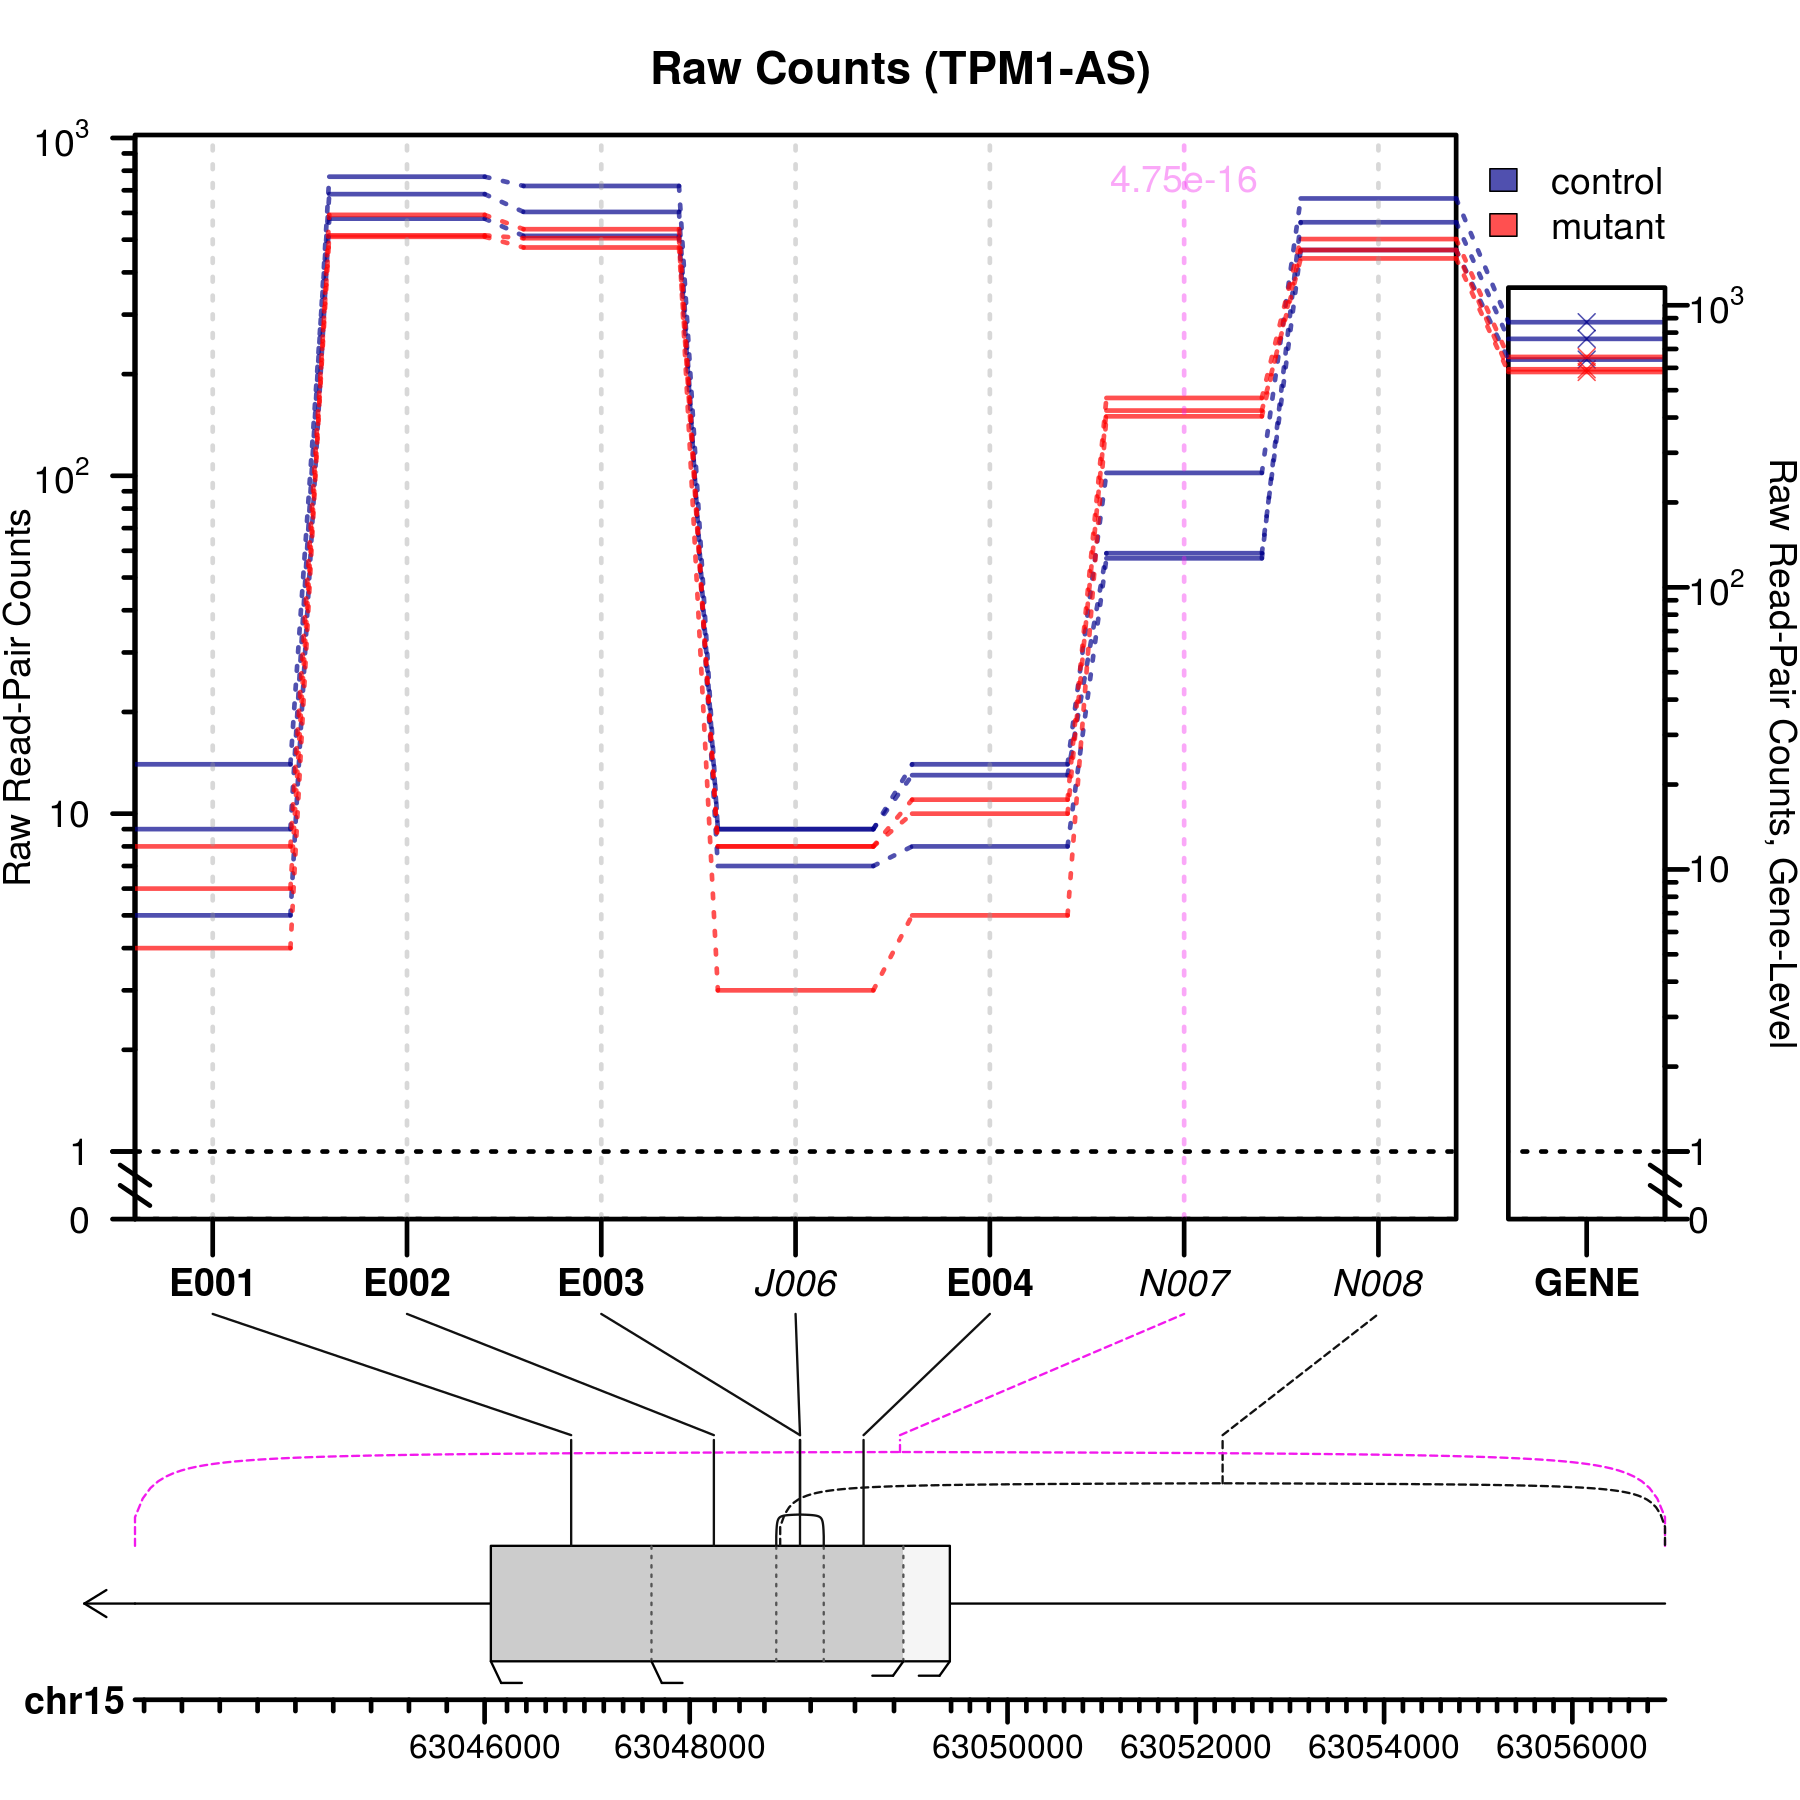 Raw Counts (TPM1-AS)
10³
10²
10
1
0
Raw Read-Pair Counts
4.75e-16
control
mutant
10³
10²
10
1
0
Raw Read-Pair Counts, Gene-Level
E001 E002 E003 J006 E004 N007 N008 GENE
chr15
63046000 63048000 63050000 63052000 63054000 63056000